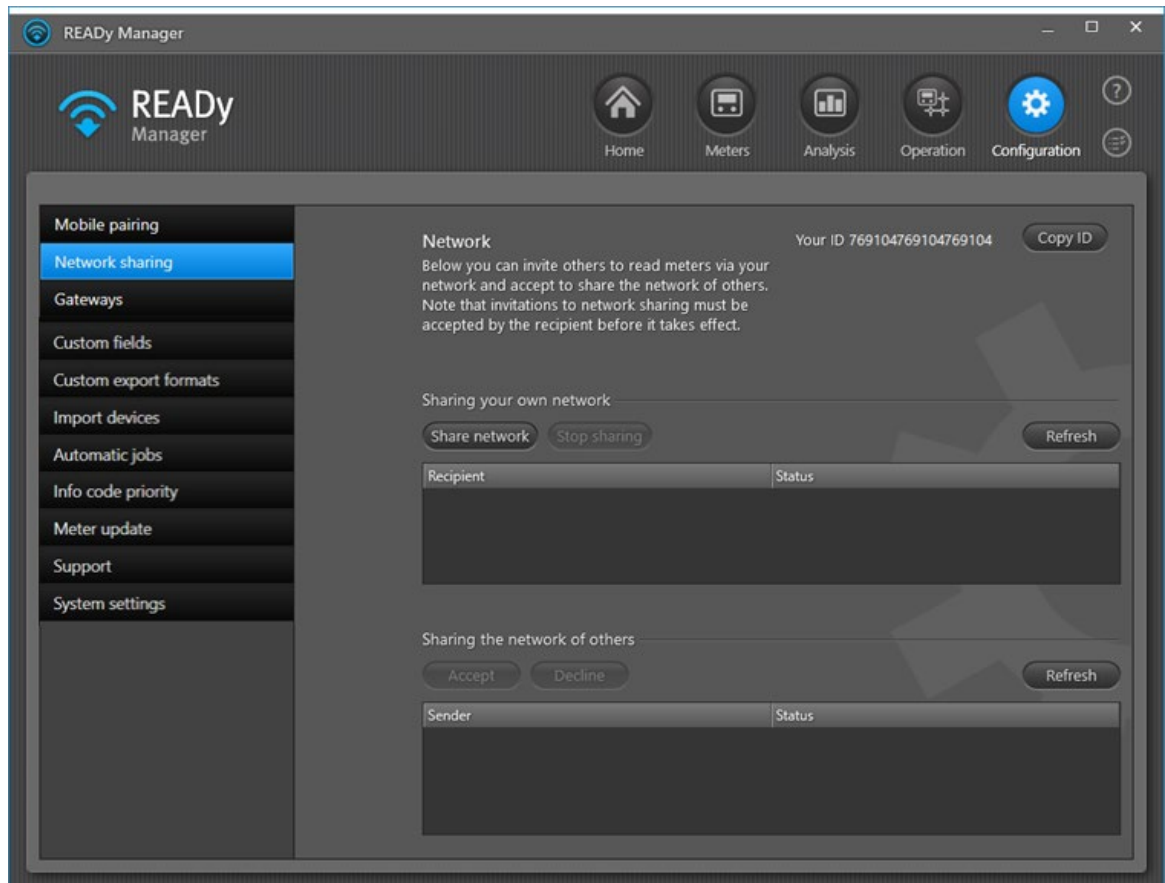 READy Manager
READy
Manager
Home
Meters
Analysis
Operation
Configuration
?
Mobile pairing
Network sharing
Gateways
Custom fields
Custom export formats
Import devices
Automatic jobs
Info code priority
Meter update
Support
System settings
Network
Your ID 769104769104769104
Copy ID
Below you can invite others to read meters via your
network and accept to share the network of others.
Note that invitations to network sharing must be
accepted by the recipient before it takes effect.
Sharing your own network
Share network
Stop sharing
Refresh
Recipient
Status
Sharing the network of others
Accept
Decline
Refresh
Sender
Status